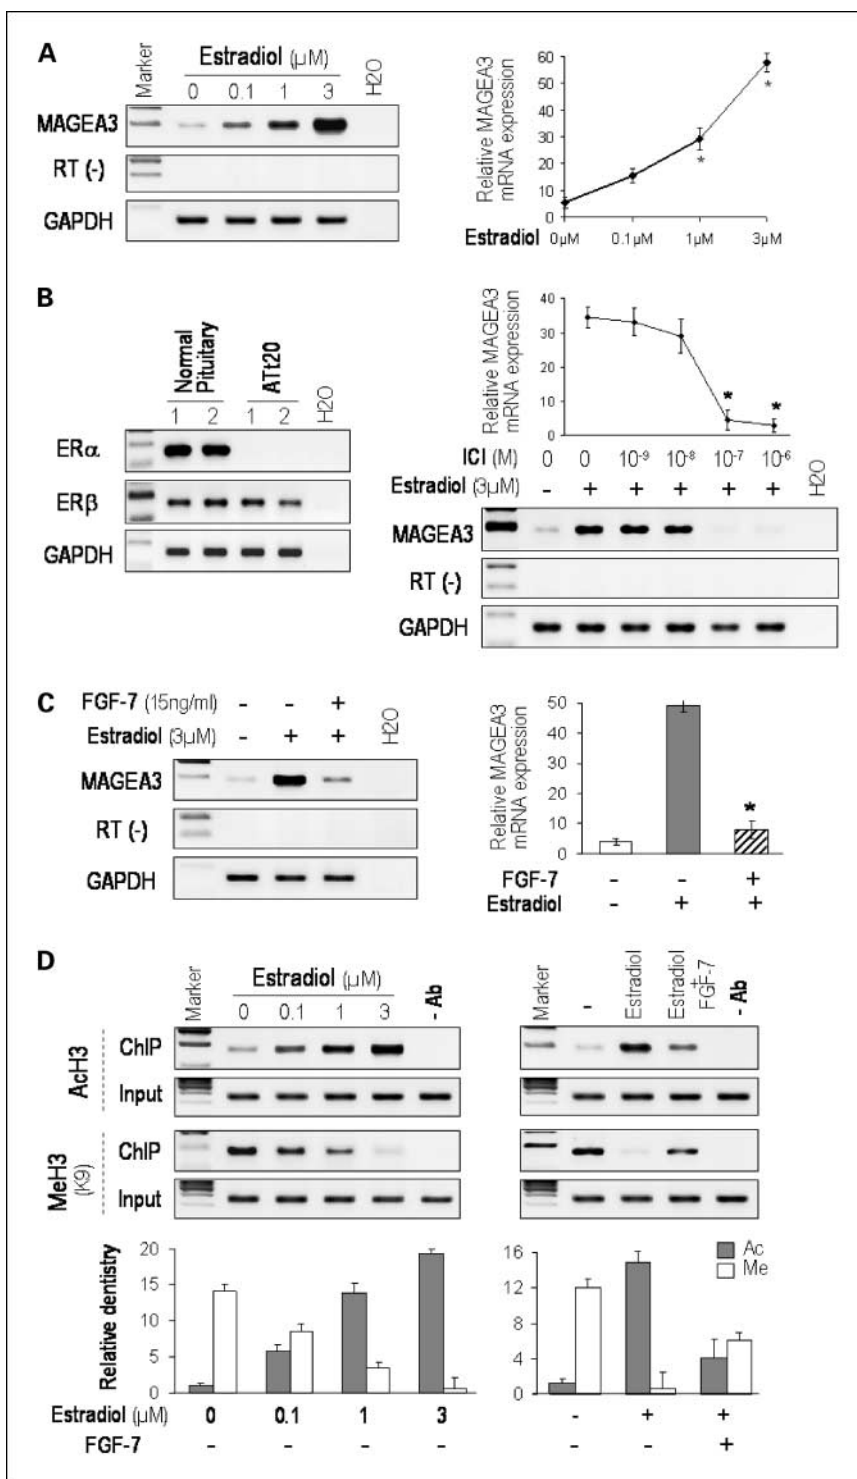 A
Marker
Estradiol (µM)
0 0.1 1 3 H2O
MAGEA3
RT (-)
GAPDH
Relative MAGEA3
mRNA expression
60
50
40
30
20
10
0
*
*
Estradiol 0µM 0.1µM 1µM 3µM
B
Normal
Pituitary
ATt20
1 2 1 2 H2O
ERα
ERβ
GAPDH
Relative MAGEA3
mRNA expression
40
30
20
10
0
* *
ICI (M) 0 0 10-9 10-8 10-7 10-6 H2O
Estradiol (3µM) - + + + + +
MAGEA3
RT (-)
GAPDH
C
FGF-7 (15ng/ml) - - +
Estradiol (3µM) - + + H2O
MAGEA3
RT (-)
GAPDH
Relative MAGEA3
mRNA expression
50
40
30
20
10
0
*
FGF-7 - - +
Estradiol - + +
D
Marker
Estradiol (µM)
0 0.1 1 3 - Ab
AcH3
ChIP
Input
MeH3
(K9)
ChIP
Input
Marker - Estradiol Estradiol + FGF-7 - Ab
Relative dentistry
20
15
10
5
0
Estradiol (µM) 0 0.1 1 3
FGF-7 - - - -
16
12
8
4
0
Ac
Me
- + +
- - +